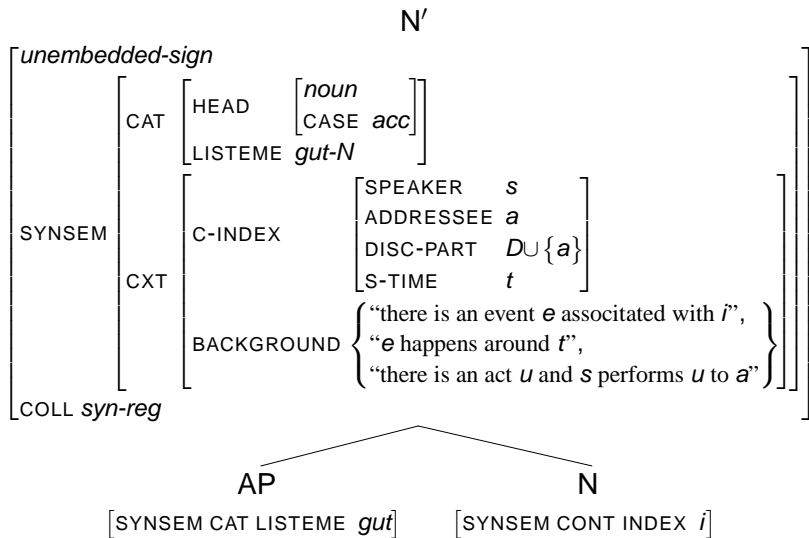 N′
unembedded-sign
SYNSEM
CAT
HEAD
noun
CASE acc
LISTEME gut-N
CXT
C-INDEX
SPEAKER s
ADDRESSEE a
DISC-PART D∪{a}
S-TIME t
BACKGROUND
“there is an event e associtated with i”,
“e happens around t”,
“there is an act u and s performs u to a”
COLL syn-reg
AP N
[SYNSEM CAT LISTEME gut] [SYNSEM CONT INDEX i]